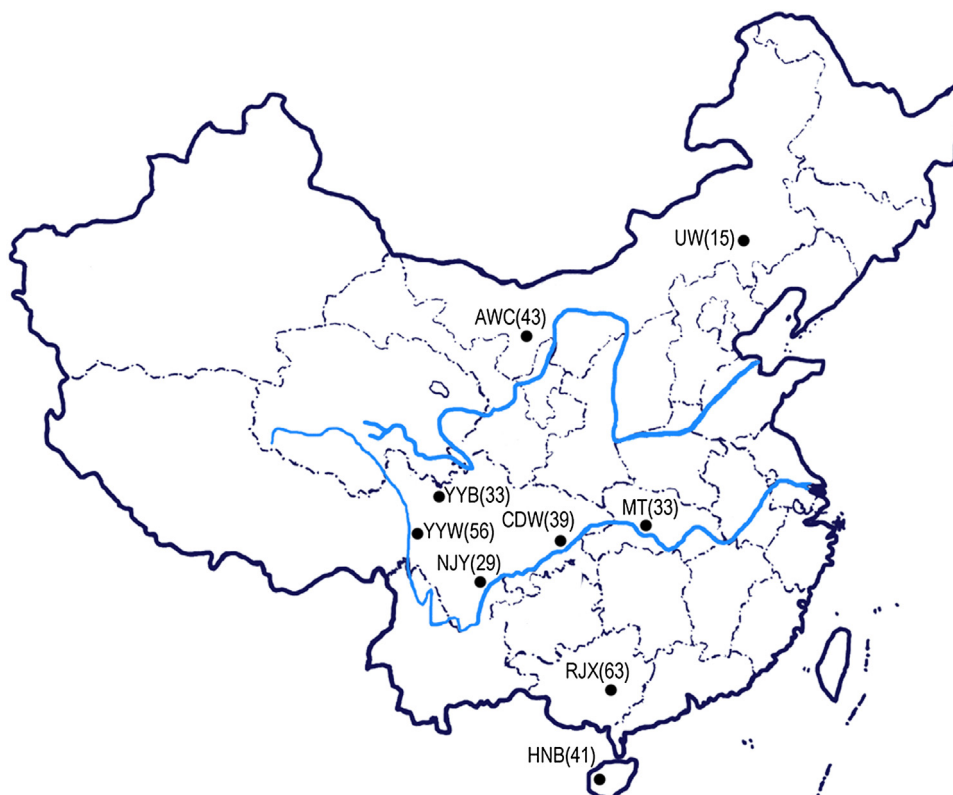 UW(15)
AWC(43)
YYB(33)
MT(33)
CDW(39)
YYW(56)
NJY(29)
RJX(63)
HNB(41)